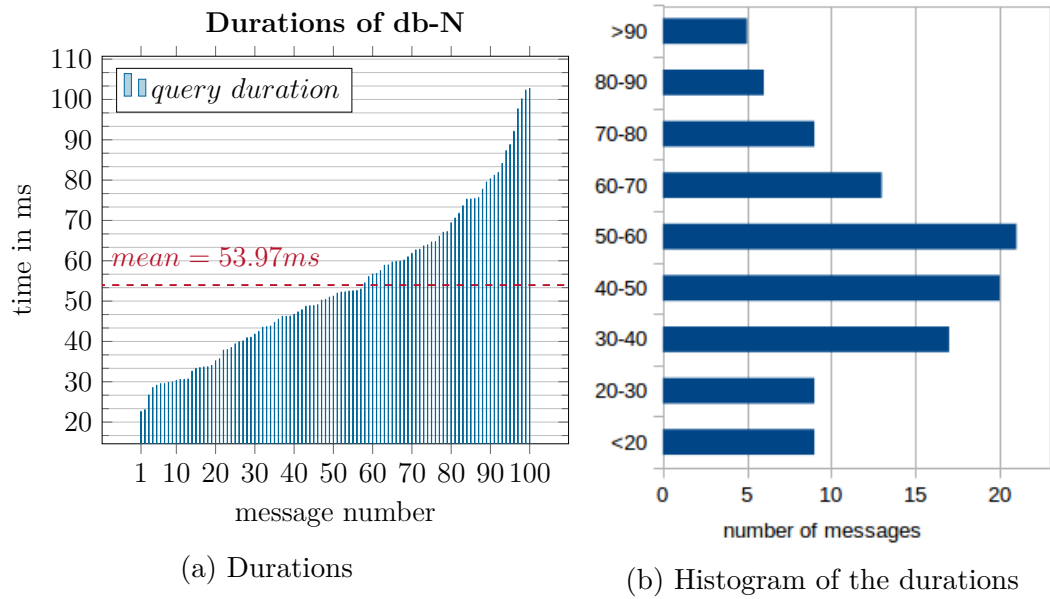 Durations of db-N
110
100
90
80
70
60
50
40
30
20
time in ms
query duration
mean = 53.97ms
1 10 20 30 40 50 60 70 80 90 100
message number
(a) Durations
>90
80-90
70-80
60-70
50-60
40-50
30-40
20-30
<20
0 5 10 15 20
number of messages
(b) Histogram of the durations